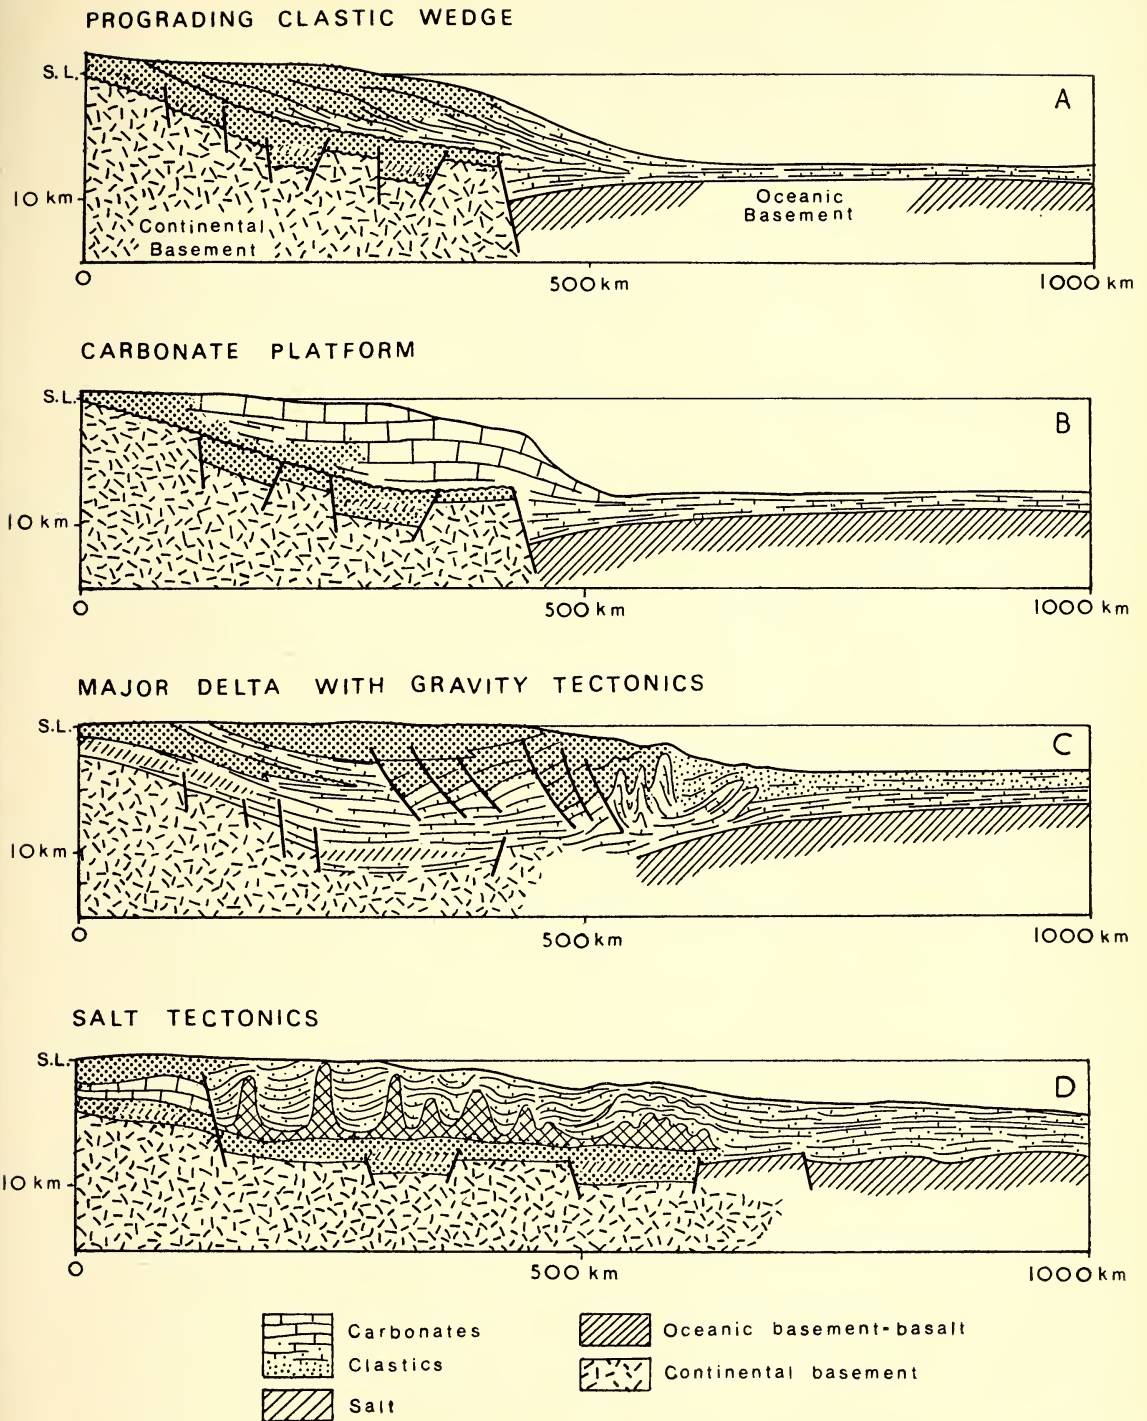 PROGRADING CLASTIC WEDGE
S.L.
A
10 km
Continental
Basement
Oceanic
Basement
0
500 km
1000 km
CARBONATE PLATFORM
S.L.
B
10 km
0
500 km
1000 km
MAJOR DELTA WITH GRAVITY TECTONICS
S.L.
C
10 km
0
500 km
1000 km
SALT TECTONICS
S.L.
D
10 km
0
500 km
1000 km
Carbonates
Clastics
Salt
Oceanic basement-basalt
Continental basement